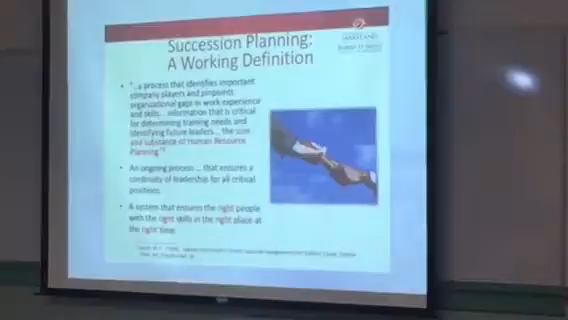 MARYLAND
Succession Planning:
A Working Definition
• "...a process that identifies important
company players and pinpoints
organizational gaps in work experience
and skills... information that is critical
for determining training needs and
identifying future leaders... the sum
and substance of Human Resource
Planning."
• An ongoing process ... that ensures a
continuity of leadership for all critical
positions.
• A system that ensures the right people
with the right skills in the right place at
the right time.